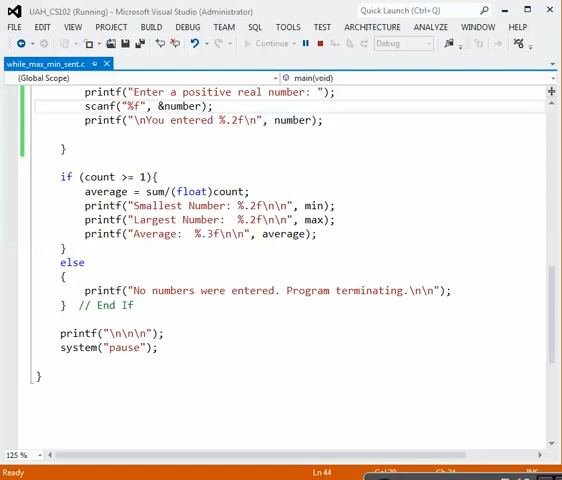 UAH_CS102 (Running) - Microsoft Visual Studio (Administrator)
Quick Launch (Ctrl+Q)
FILE EDIT VIEW PROJECT BUILD DEBUG TEAM SQL TOOLS TEST ARCHITECTURE ANALYZE WINDOW HELP
Continue Debug
while_max_min_sent.c
(Global Scope) main(void)
printf("Enter a positive real number: ");
scanf("%f", &number);
printf("\nYou entered %.2f\n", number);
}
if (count >= 1){
average = sum/(float)count;
printf("Smallest Number: %.2f\n\n", min);
printf("Largest Number:  %.2f\n\n", max);
printf("Average:  %.3f\n\n", average);
}
else
{
printf("No numbers were entered. Program terminating.\n\n");
}  // End If
printf("\n\n\n");
system("pause");
}
125 %
Ready Ln 44